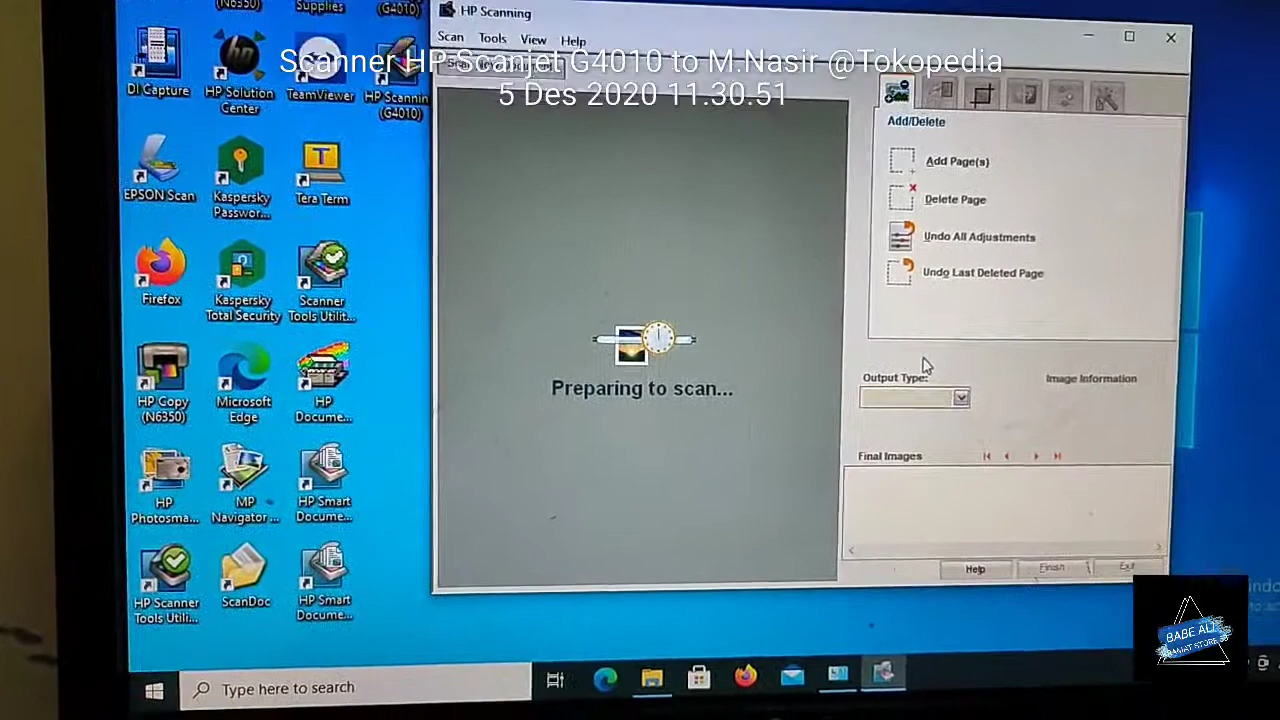 Scanner HP Scanjet G4010 to M.Nasir @Tokopedia
5 Des 2020 11.30.51
(N6350)
Supplies
(G4010)
DI Capture
HP Solution
Center
TeamViewer
HP Scannin
(G4010)
EPSON Scan
Kaspersky
Passwor...
Tera Term
Firefox
Kaspersky
Total Security
Scanner
Tools Utilit...
HP Copy
(N6350)
Microsoft
Edge
HP
Docume...
HP
Photosma...
MP
Navigator ...
HP Smart
Docume...
HP Scanner
Tools Utili...
ScanDoc
HP Smart
Docume...
HP Scanning
Scan Tools View Help
Preparing to scan...
Add/Delete
Add Page(s)
Delete Page
Undo All Adjustments
Undo Last Deleted Page
Output Type:
Image Information
Final Images
Help Finish Exit
Type here to search
BABE ALI